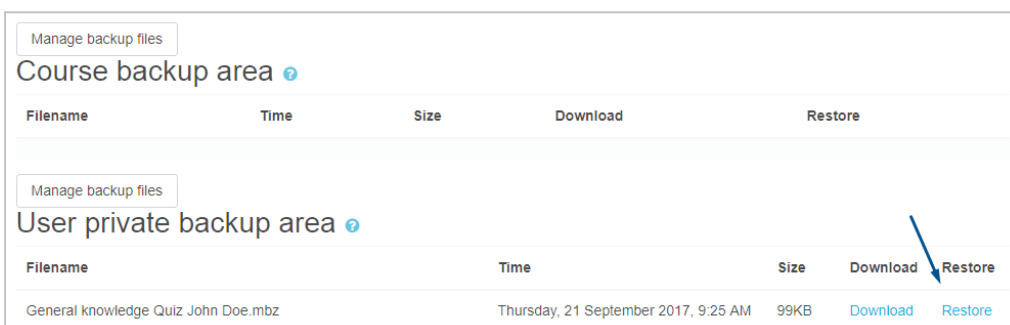 Manage backup files
Course backup area
Filename Time Size Download Restore
Manage backup files
User private backup area
Filename Time Size Download Restore
General knowledge Quiz John Doe.mbz Thursday, 21 September 2017, 9:25 AM 99KB Download Restore